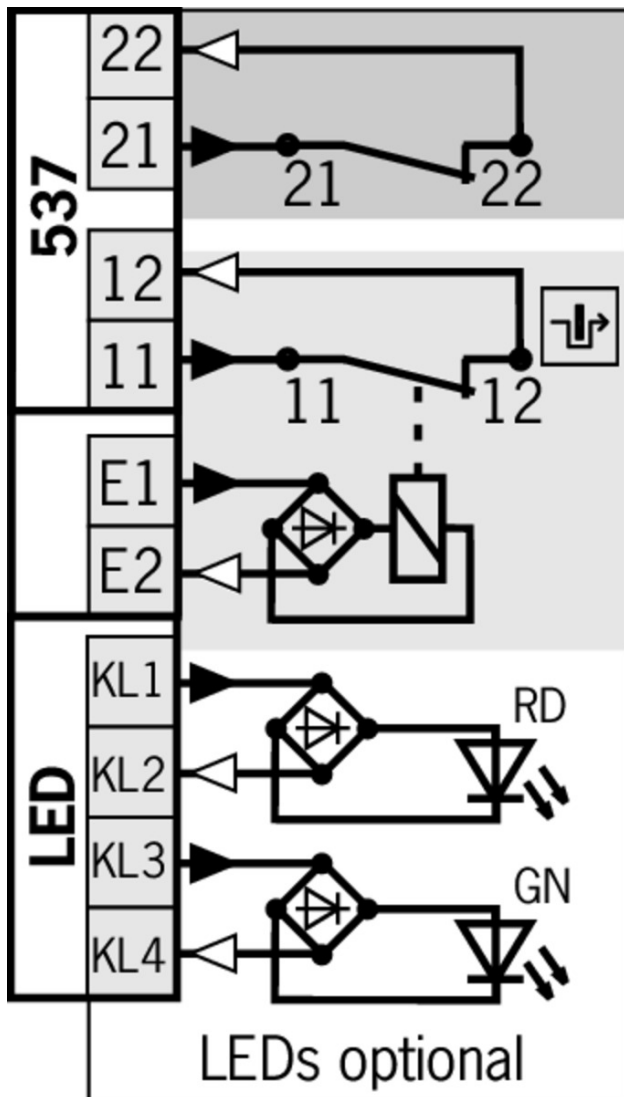 537
22
21
21 22
12
11
11 12
E1
E2
LED
KL1
RD
KL2
KL3
GN
KL4
LEDs optional